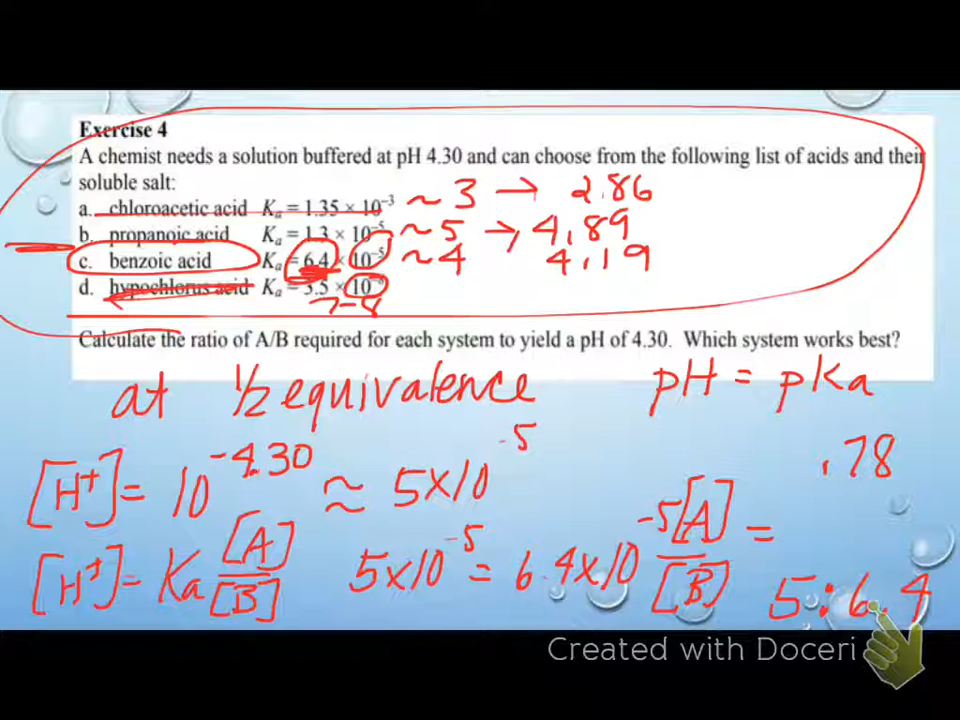 Exercise 4
A chemist needs a solution buffered at pH 4.30 and can choose from the following list of acids and their
soluble salt:
a. chloroacetic acid Ka = 1.35 × 10⁻³ ~3 → 2.86
b. propanoic acid Ka = 1.3 × 10⁻⁵ ~5 → 4.89
c. benzoic acid Ka = 6.4 × 10⁻⁵ ~4 4.19
d. hypochlorus acid Ka = 3.5 × 10⁻⁸
7-8
Calculate the ratio of A/B required for each system to yield a pH of 4.30. Which system works best?
at ½ equivalence pH = pKa
[H⁺] = 10⁻⁴·³⁰ ≈ 5×10⁻⁵ .78
[H⁺] = Ka [A]/[B] 5×10⁻⁵ = 6.4×10⁻⁵ [A]/[B] =
5:6.4
Created with Doceri